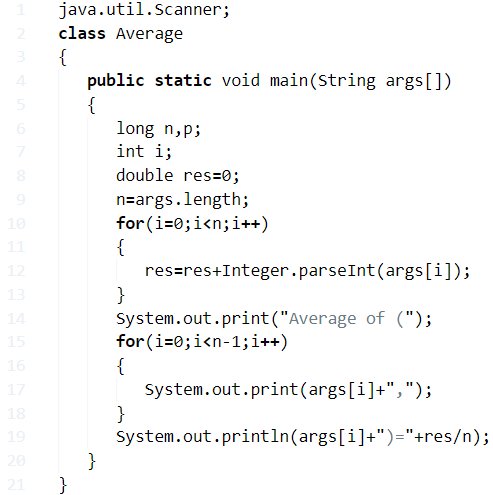 1 java.util.Scanner;
2 class Average
3 {
4 public static void main(String args[])
5 {
6 long n,p;
7 int i;
8 double res=0;
9 n=args.length;
10 for(i=0;i<n;i++)
11 {
12 res=res+Integer.parseInt(args[i]);
13 }
14 System.out.print("Average of (");
15 for(i=0;i<n-1;i++)
16 {
17 System.out.print(args[i]+",");
18 }
19 System.out.println(args[i]+")="+res/n);
20 }
21 }